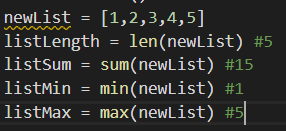 newList = [1,2,3,4,5]
listLength = len(newList) #5
listSum = sum(newList) #15
listMin = min(newList) #1
listMax = max(newList) #5